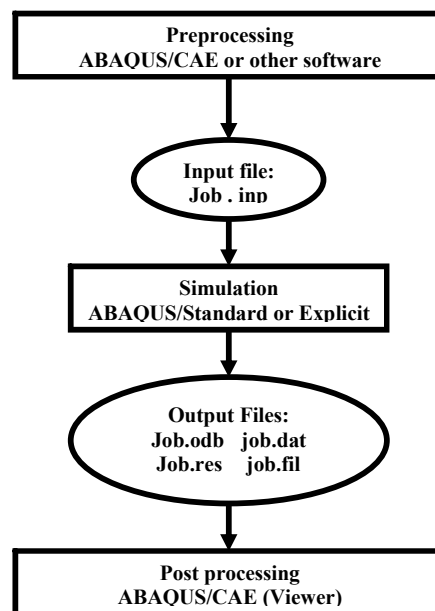 Preprocessing
ABAQUS/CAE or other software
Input file:
Job . inp
Simulation
ABAQUS/Standard or Explicit
Output Files:
Job.odb job.dat
Job.res job.fil
Post processing
ABAQUS/CAE (Viewer)